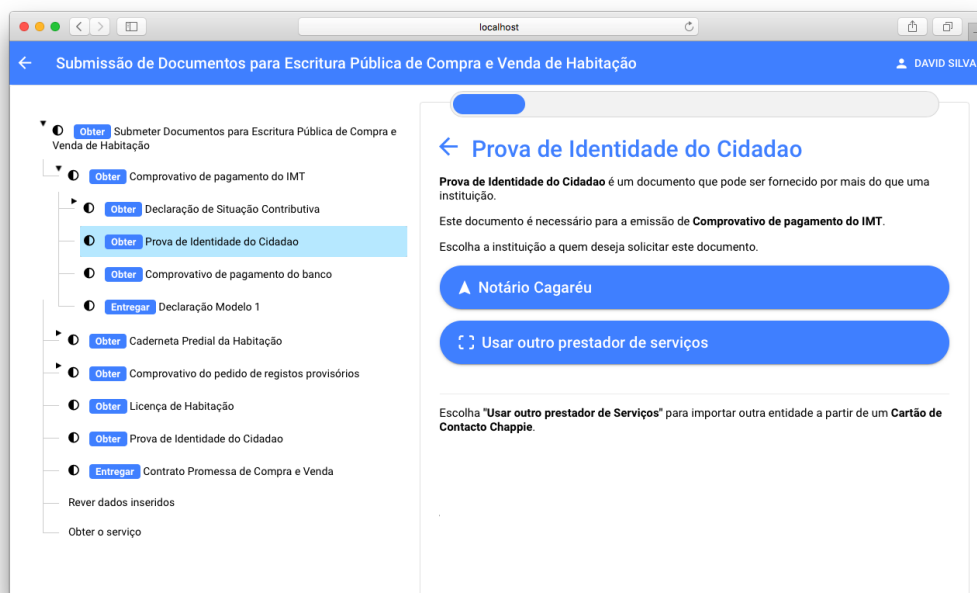 localhost
Submissão de Documentos para Escritura Pública de Compra e Venda de Habitação
DAVID SILVA
Obter Submeter Documentos para Escritura Pública de Compra e
Venda de Habitação
Obter Comprovativo de pagamento do IMT
Obter Declaração de Situação Contributiva
Obter Prova de Identidade do Cidadao
Obter Comprovativo de pagamento do banco
Entregar Declaração Modelo 1
Obter Caderneta Predial da Habitação
Obter Comprovativo do pedido de registos provisórios
Obter Licença de Habitação
Obter Prova de Identidade do Cidadao
Entregar Contrato Promessa de Compra e Venda
Rever dados inseridos
Obter o serviço
Prova de Identidade do Cidadao
Prova de Identidade do Cidadao é um documento que pode ser fornecido por mais do que uma
instituição.
Este documento é necessário para a emissão de Comprovativo de pagamento do IMT.
Escolha a instituição a quem deseja solicitar este documento.
Notário Cagaréu
Usar outro prestador de serviços
Escolha "Usar outro prestador de Serviços" para importar outra entidade a partir de um Cartão de
Contacto Chappie.